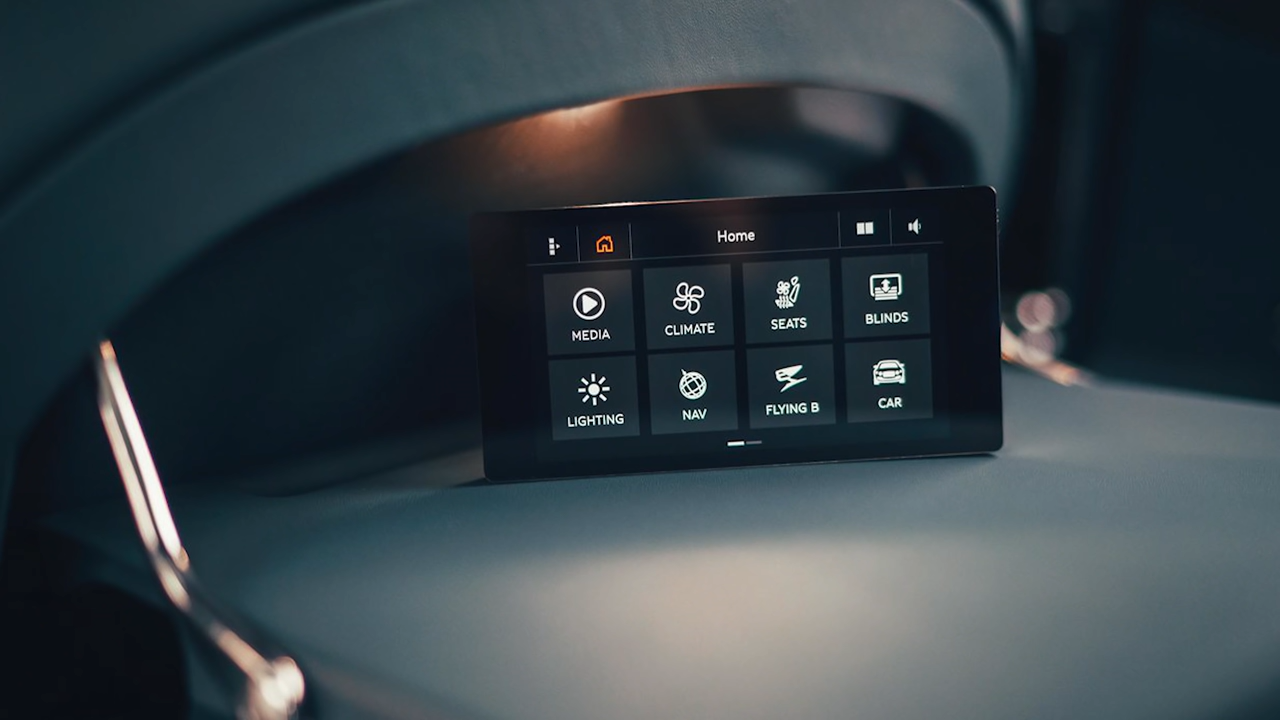 Home
MEDIA
CLIMATE
SEATS
BLINDS
LIGHTING
NAV
FLYING B
CAR